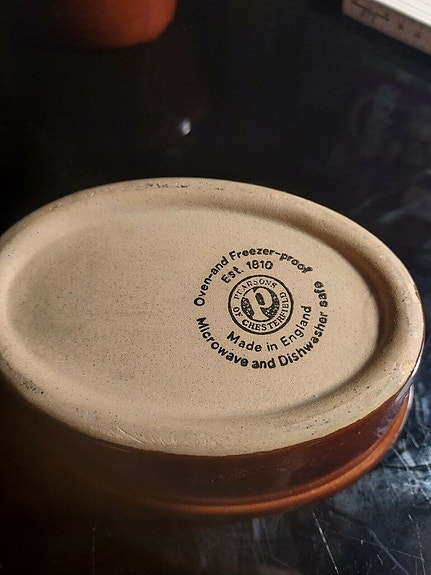 Oven-and Freezer-proof
Est. 1810
PEARSONS
P
OF CHESTERFIELD
Made in England
Microwave and Dishwasher safe